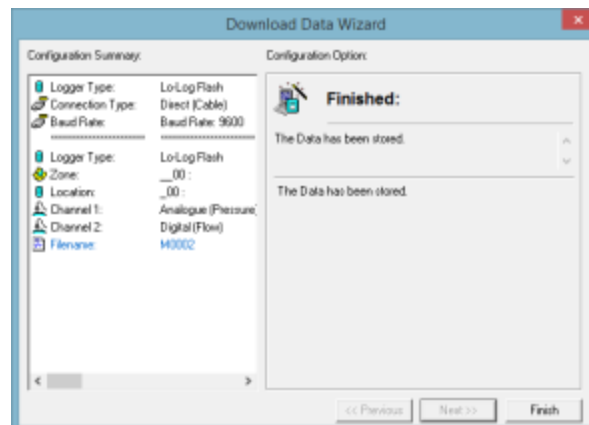 Download Data Wizard
Configuration Summary:
Configuration Option:
Logger Type: Lo-Log Flash
Connection Type: Direct (Cable)
Baud Rate: Baud Rate: 9600
Logger Type: Lo-Log Flash
Zone: __00 :
Location: _00 :
Channel 1: Analogue (Pressure)
Channel 2: Digital (Flow)
Filename: M0002
Finished:
The Data has been stored.
The Data has been stored.
<< Previous
Next >>
Finish